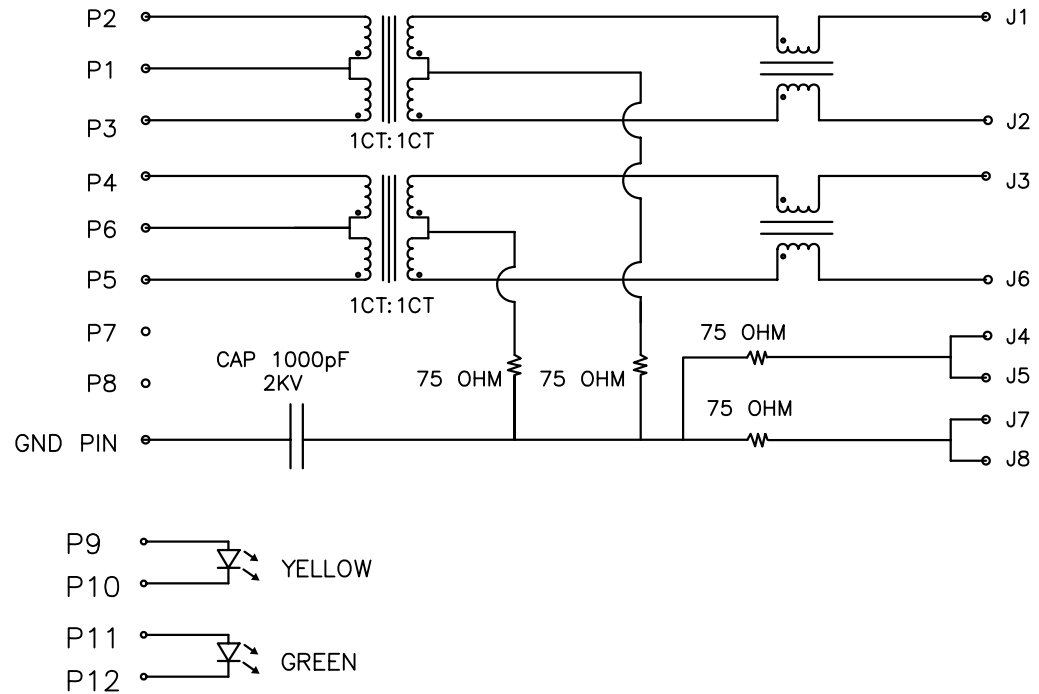 P2
J1
P1
P3
J2
1CT:1CT
P4
J3
P6
P5
J6
1CT:1CT
P7
75 OHM
J4
CAP 1000pF
2KV
P8
75 OHM
75 OHM
J5
75 OHM
J7
GND PIN
J8
P9
YELLOW
P10
P11
GREEN
P12